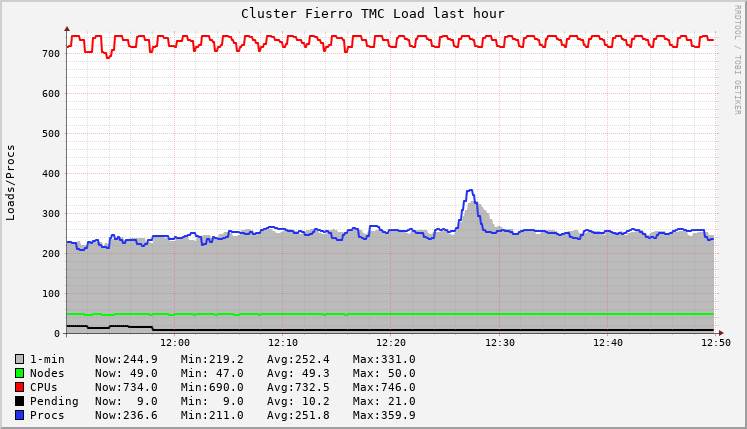 Cluster Fierro TMC Load last hour
RRDTOOL / TOBI OETIKER
Loads/Procs
700
600
500
400
300
200
100
0
12:00 12:10 12:20 12:30 12:40 12:50
1-min Now:244.9 Min:219.2 Avg:252.4 Max:331.0
Nodes Now: 49.0 Min: 47.0 Avg: 49.3 Max: 50.0
CPUs Now:734.0 Min:690.0 Avg:732.5 Max:746.0
Pending Now: 9.0 Min: 9.0 Avg: 10.2 Max: 21.0
Procs Now:236.6 Min:211.0 Avg:251.8 Max:359.9